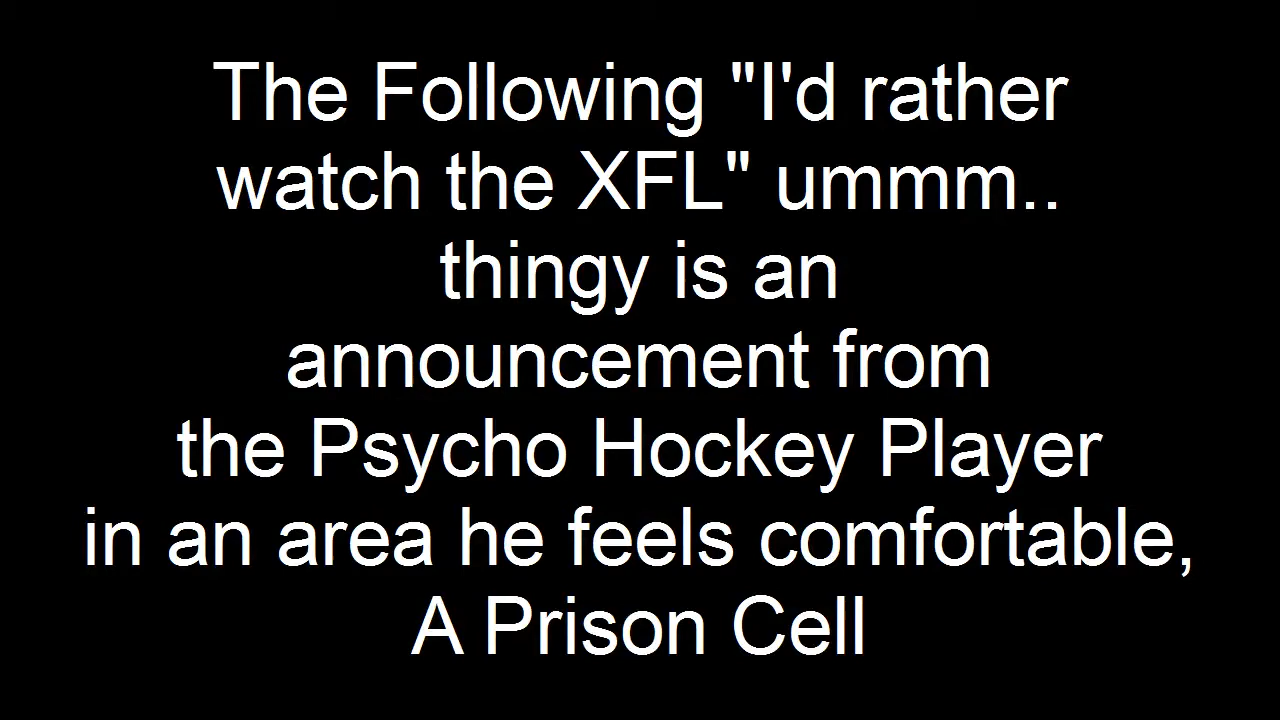 The Following "I'd rather
watch the XFL" ummm..
thingy is an
announcement from
the Psycho Hockey Player
in an area he feels comfortable,
A Prison Cell